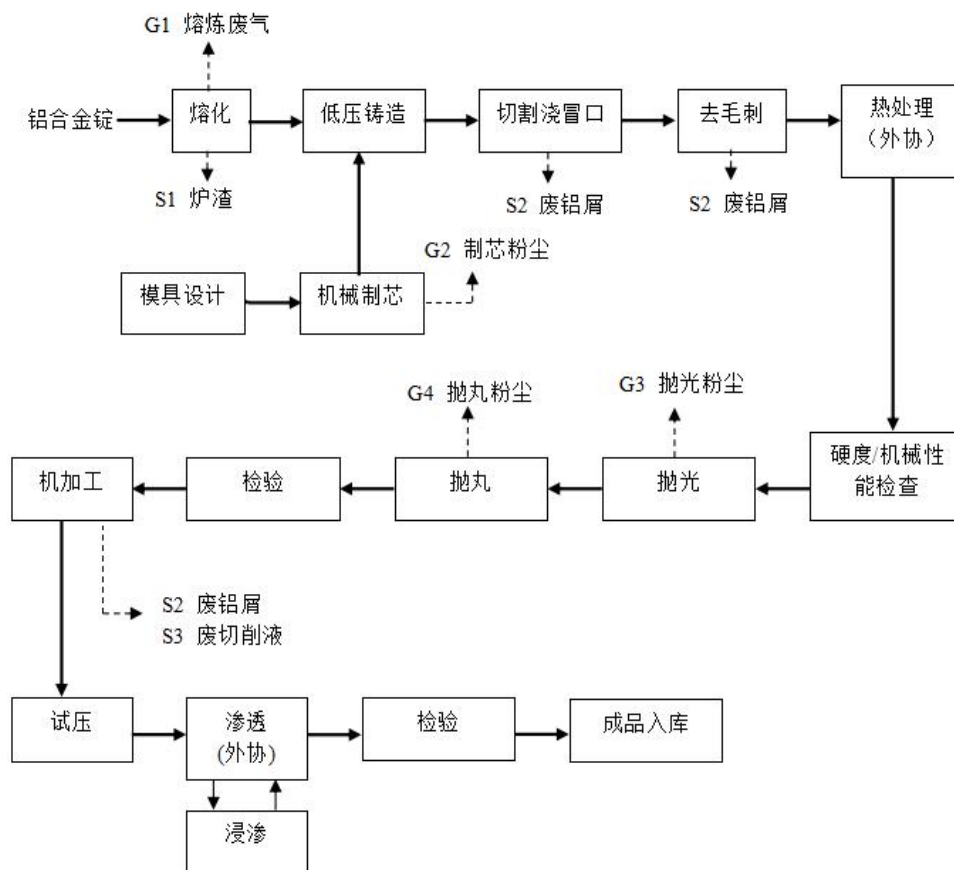 G1 熔炼废气
铝合金锭
熔化
低压铸造
切割浇冒口
去毛刺
热处理
（外协）
S1 炉渣
S2 废铝屑
S2 废铝屑
G2 制芯粉尘
模具设计
机械制芯
G4 抛丸粉尘
G3 抛光粉尘
机加工
检验
抛丸
抛光
硬度/机械性
能检查
S2 废铝屑
S3 废切削液
试压
渗透
(外协)
检验
成品入库
浸渗